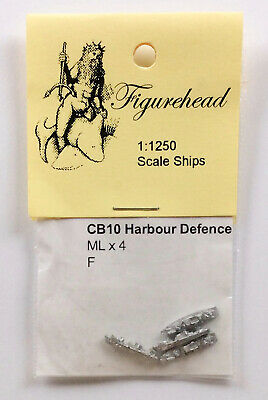 Figurehead
1:1250
Scale Ships
CB10 Harbour Defence
ML x 4
F